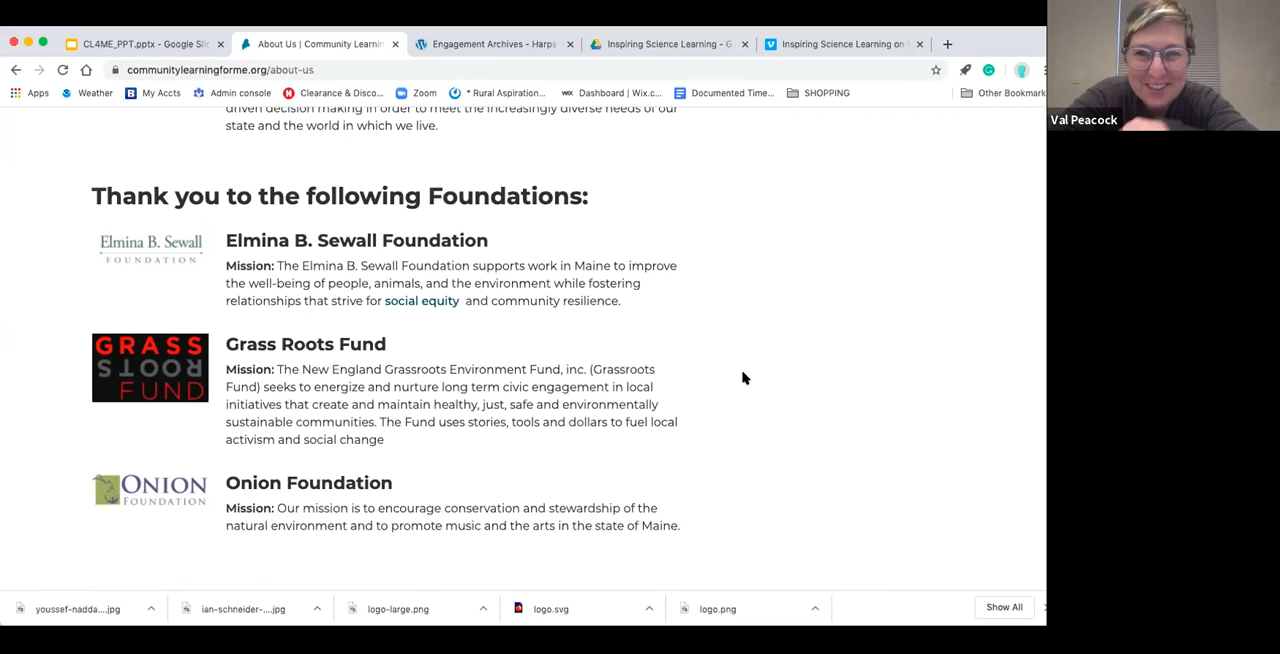 CL4ME_PPT.pptx - Google Slic
About Us | Community Learnin
Engagement Archives - Harps
Inspiring Science Learning - G
Inspiring Science Learning on
communitylearningforme.org/about-us
Apps
Weather
My Accts
Admin console
Clearance & Disco...
Zoom
* Rural Aspiration...
WIX
Dashboard | Wix.c...
Documented Time...
SHOPPING
Other Bookmark
Val Peacock
driven decision making in order to meet the increasingly diverse needs of our
state and the world in which we live.
Thank you to the following Foundations:
Elmina B. Sewall
FOUNDATION
Elmina B. Sewall Foundation
Mission: The Elmina B. Sewall Foundation supports work in Maine to improve
the well-being of people, animals, and the environment while fostering
relationships that strive for social equity and community resilience.
GRASS
ROOTS
FUND
Grass Roots Fund
Mission: The New England Grassroots Environment Fund, inc. (Grassroots
Fund) seeks to energize and nurture long term civic engagement in local
initiatives that create and maintain healthy, just, safe and environmentally
sustainable communities. The Fund uses stories, tools and dollars to fuel local
activism and social change
ONION
FOUNDATION
Onion Foundation
Mission: Our mission is to encourage conservation and stewardship of the
natural environment and to promote music and the arts in the state of Maine.
youssef-nadda....jpg
ian-schneider-....jpg
logo-large.png
logo.svg
logo.png
Show All